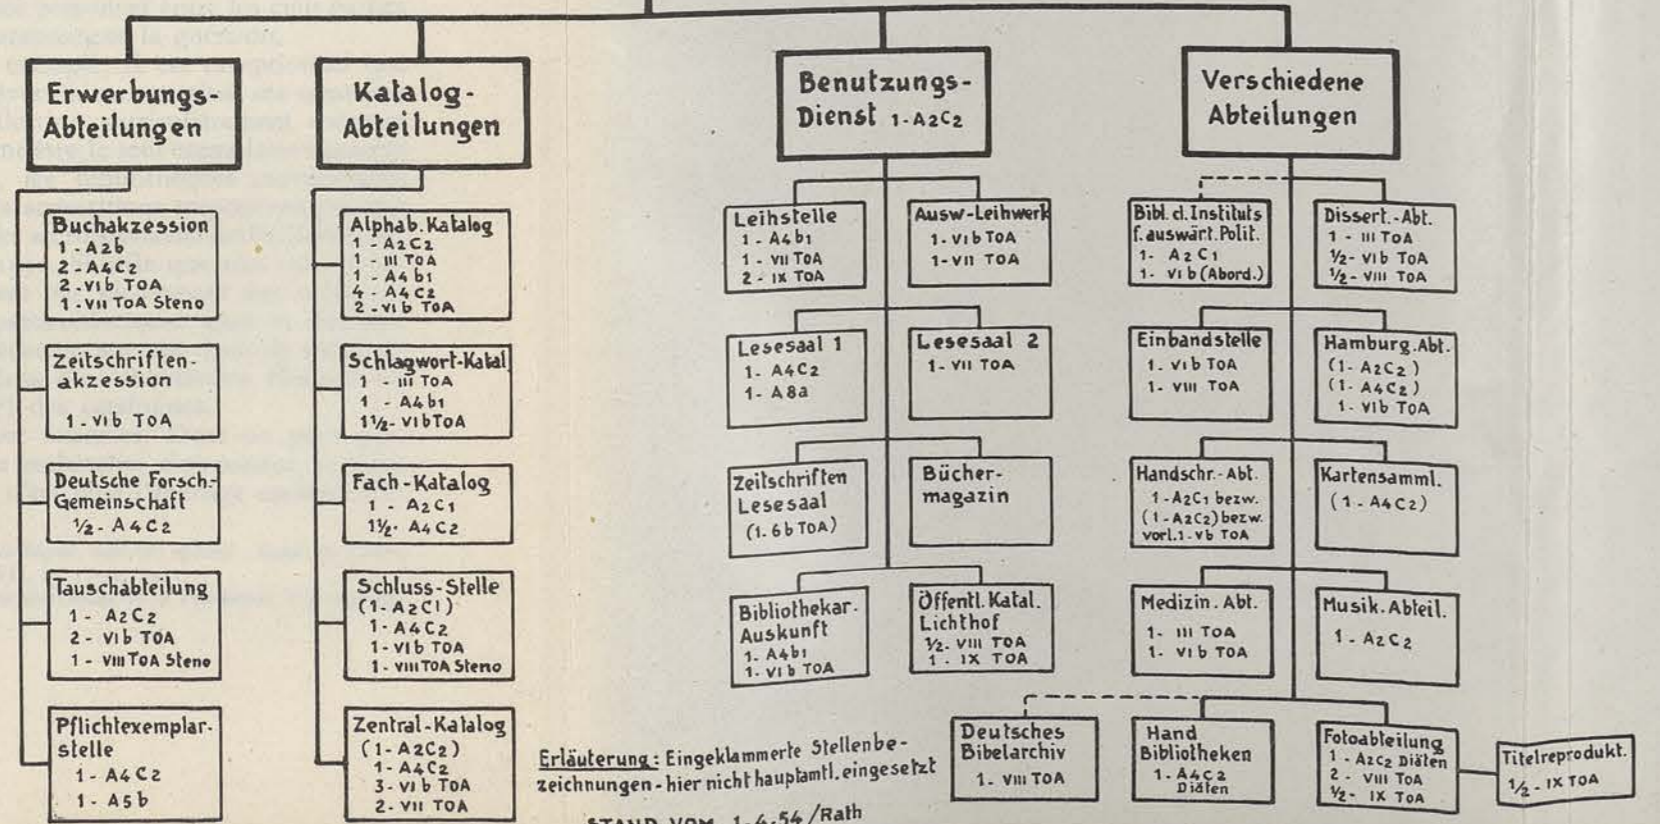 Erwerbungs-
Abteilungen
Buchakzession
1 - A2b
2 - A4C2
2 - VIb TOA
1 - VII TOA Steno
Zeitschriften-
akzession
1 - VIb TOA
Deutsche Forsch.-
Gemeinschaft
½ - A4C2
Tauschabteilung
1 - A2C2
2 - VIb TOA
1 - VIII TOA Steno
Pflichtexemplar-
stelle
1 - A4C2
1 - A5b
Katalog-
Abteilungen
Alphab. Katalog
1 - A2C2
1 - III TOA
1 - A4b1
4 - A4C2
2 - VIb TOA
Schlagwort-Katal
1 - III TOA
1 - A4b1
1½ - VIb TOA
Fach-Katalog
1 - A2C1
1½ - A4C2
Schluss-Stelle
(1-A2C1)
1 - A4C2
1 - VIb TOA
1 - VIII TOA Steno
Zentral-Katalog
(1-A2C2)
1 - A4C2
3 - VIb TOA
2 - VII TOA
Benutzungs-
Dienst 1-A2C2
Leihstelle
1 - A4b1
1 - VII TOA
2 - IX TOA
Ausw-Leihwerk
1 - VIb TOA
1 - VII TOA
Lesesaal 1
1 - A4C2
1 - A8a
Lesesaal 2
1 - VII TOA
Zeitschriften
Lesesaal
(1. 6b TOA)
Bücher-
magazin
Bibliothekar.
Auskunft
1 - A4b1
1 - VIb TOA
Öffentl. Katal.
Lichthof
½ - VIII TOA
1 - IX TOA
Verschiedene
Abteilungen
Bibl. d. Instituts
f. auswärt. Polit.
1 - A2C1
1 - VIb (Abord.)
Dissert.-Abt.
1 - III TOA
½ - VIb TOA
½ - VIII TOA
Einbandstelle
1 - VIb TOA
1 - VIII TOA
Hamburg. Abt.
(1 - A2C2)
(1 - A4C2)
1 - VIb TOA
Handschr.-Abt.
1-A2C1 bezw.
(1-A2C2) bezw.
vorl. 1-Vb TOA
Kartensamml.
(1 - A4C2)
Medizin. Abt.
1 - III TOA
1 - VIb TOA
Musik. Abteil.
1 - A2C2
Deutsches
Bibelarchiv
1 - VIII TOA
Hand
Bibliotheken
1 - A4C2
Diäten
Fotoabteilung
1 - A2C2 Diäten
2 - VIII TOA
½ - IX TOA
Titelreprodukt.
½ - IX TOA
Erläuterung: Eingeklammerte Stellenbe-
zeichnungen - hier nicht hauptamtl. eingesetzt
STAND VOM 1.4.54/Rath